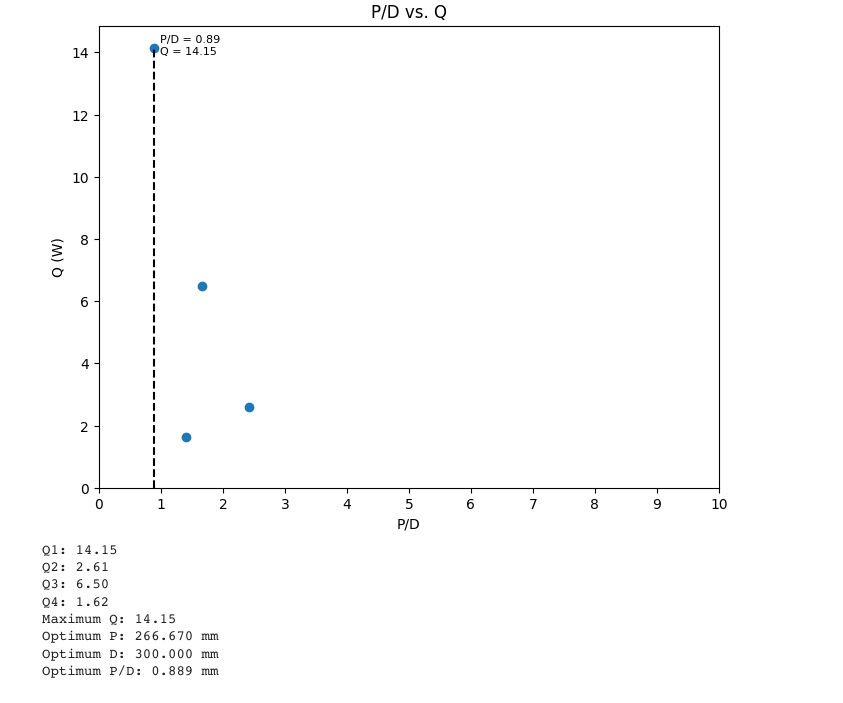 P/D vs. Q
P/D = 0.89
Q = 14.15
14
12
10
8
6
4
2
0
Q (W)
0 1 2 3 4 5 6 7 8 9 10
P/D
Q1: 14.15
Q2: 2.61
Q3: 6.50
Q4: 1.62
Maximum Q: 14.15
Optimum P: 266.670 mm
Optimum D: 300.000 mm
Optimum P/D: 0.889 mm